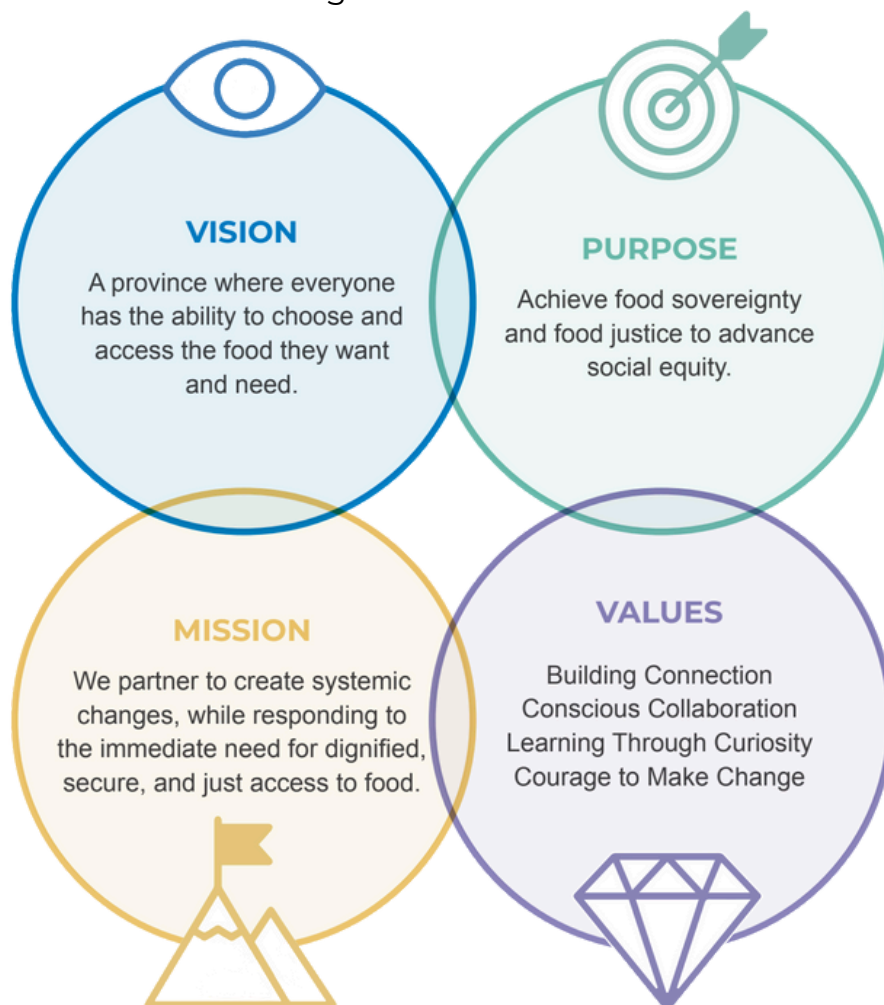 VISION
A province where everyone
has the ability to choose and
access the food they want
and need.
PURPOSE
Achieve food sovereignty
and food justice to advance
social equity.
MISSION
We partner to create systemic
changes, while responding to
the immediate need for dignified,
secure, and just access to food.
VALUES
Building Connection
Conscious Collaboration
Learning Through Curiosity
Courage to Make Change